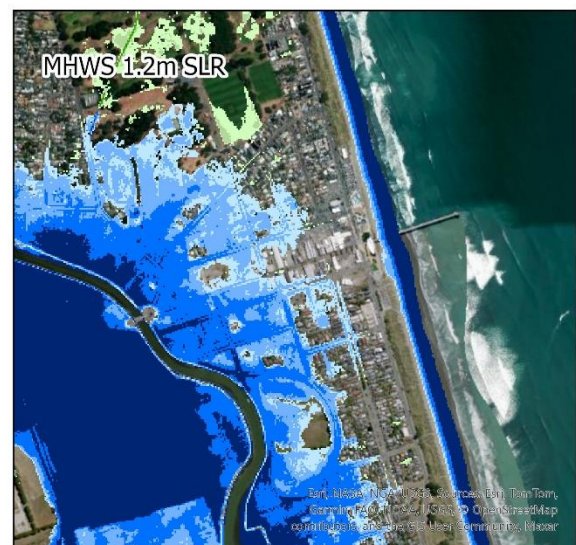 MHWS 1.2m SLR
Esri, NASA, NGA, USGS, Sources: Esri, TomTom,
Garmin, FAO, NOAA, USGS, © OpenStreetMap
contributors, and the GIS User Community, Maxar